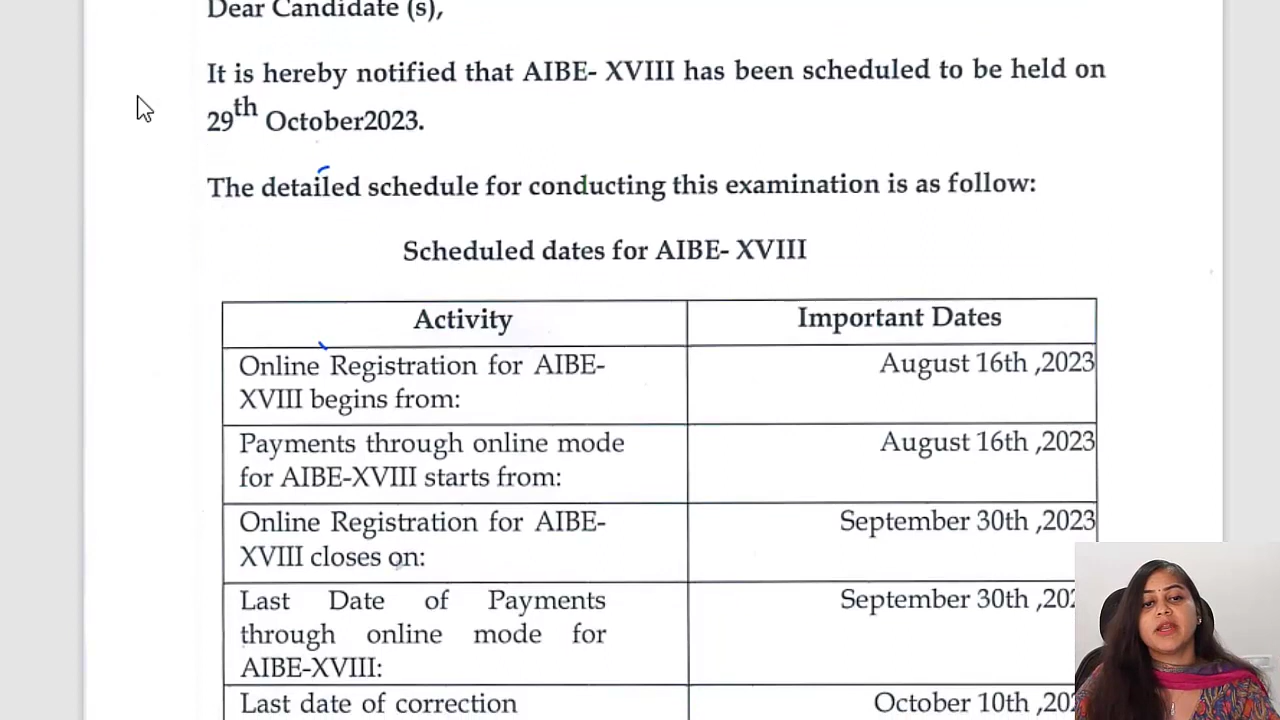 Dear Candidate (s),
It is hereby notified that AIBE- XVIII has been scheduled to be held on
29th October2023.
The detailed schedule for conducting this examination is as follow:
Scheduled dates for AIBE- XVIII
Activity Important Dates
Online Registration for AIBE- August 16th ,2023
XVIII begins from:
Payments through online mode August 16th ,2023
for AIBE-XVIII starts from:
Online Registration for AIBE- September 30th ,2023
XVIII closes on:
Last Date of Payments September 30th ,202
through online mode for
AIBE-XVIII:
Last date of correction October 10th ,202